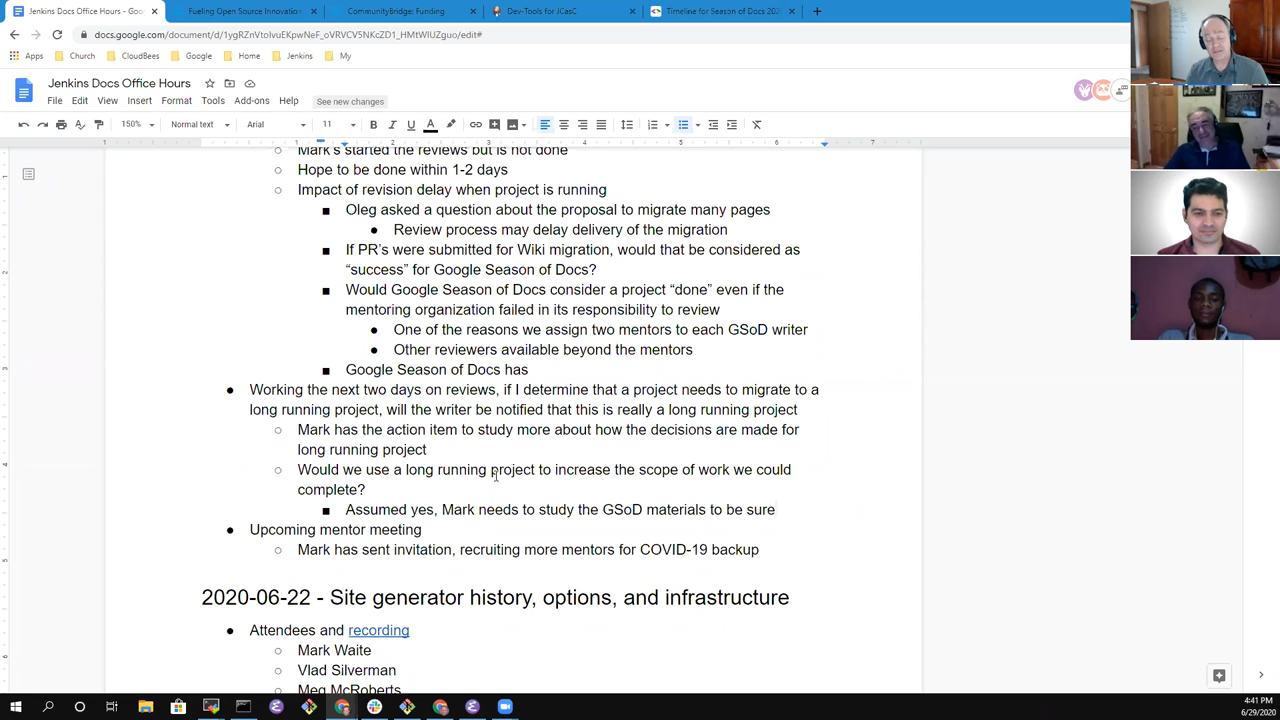 Jenkins Docs Office Hours - Goo
Fueling Open Source Innovation
CommunityBridge: Funding
Dev-Tools for JCasC
Timeline for Season of Docs 202
docs.google.com/document/d/1ygRZnVtoIvuEKpwNeF_oVRVCV5NKcZD1_HMtWIUZguo/edit#
Apps Church CloudBees Google Home Jenkins My
Jenkins Docs Office Hours
File Edit View Insert Format Tools Add-ons Help See new changes
150% Normal text Arial 11
1 1 2 3 4 5 6 7
Mark's started the reviews but is not done
Hope to be done within 1-2 days
Impact of revision delay when project is running
Oleg asked a question about the proposal to migrate many pages
Review process may delay delivery of the migration
If PR's were submitted for Wiki migration, would that be considered as
“success” for Google Season of Docs?
Would Google Season of Docs consider a project “done” even if the
mentoring organization failed in its responsibility to review
One of the reasons we assign two mentors to each GSoD writer
Other reviewers available beyond the mentors
Google Season of Docs has
Working the next two days on reviews, if I determine that a project needs to migrate to a
long running project, will the writer be notified that this is really a long running project
Mark has the action item to study more about how the decisions are made for
long running project
Would we use a long running project to increase the scope of work we could
complete?
Assumed yes, Mark needs to study the GSoD materials to be sure
Upcoming mentor meeting
Mark has sent invitation, recruiting more mentors for COVID-19 backup
2020-06-22 - Site generator history, options, and infrastructure
Attendees and recording
Mark Waite
Vlad Silverman
Meg McRoberts
4:41 PM
6/29/2020